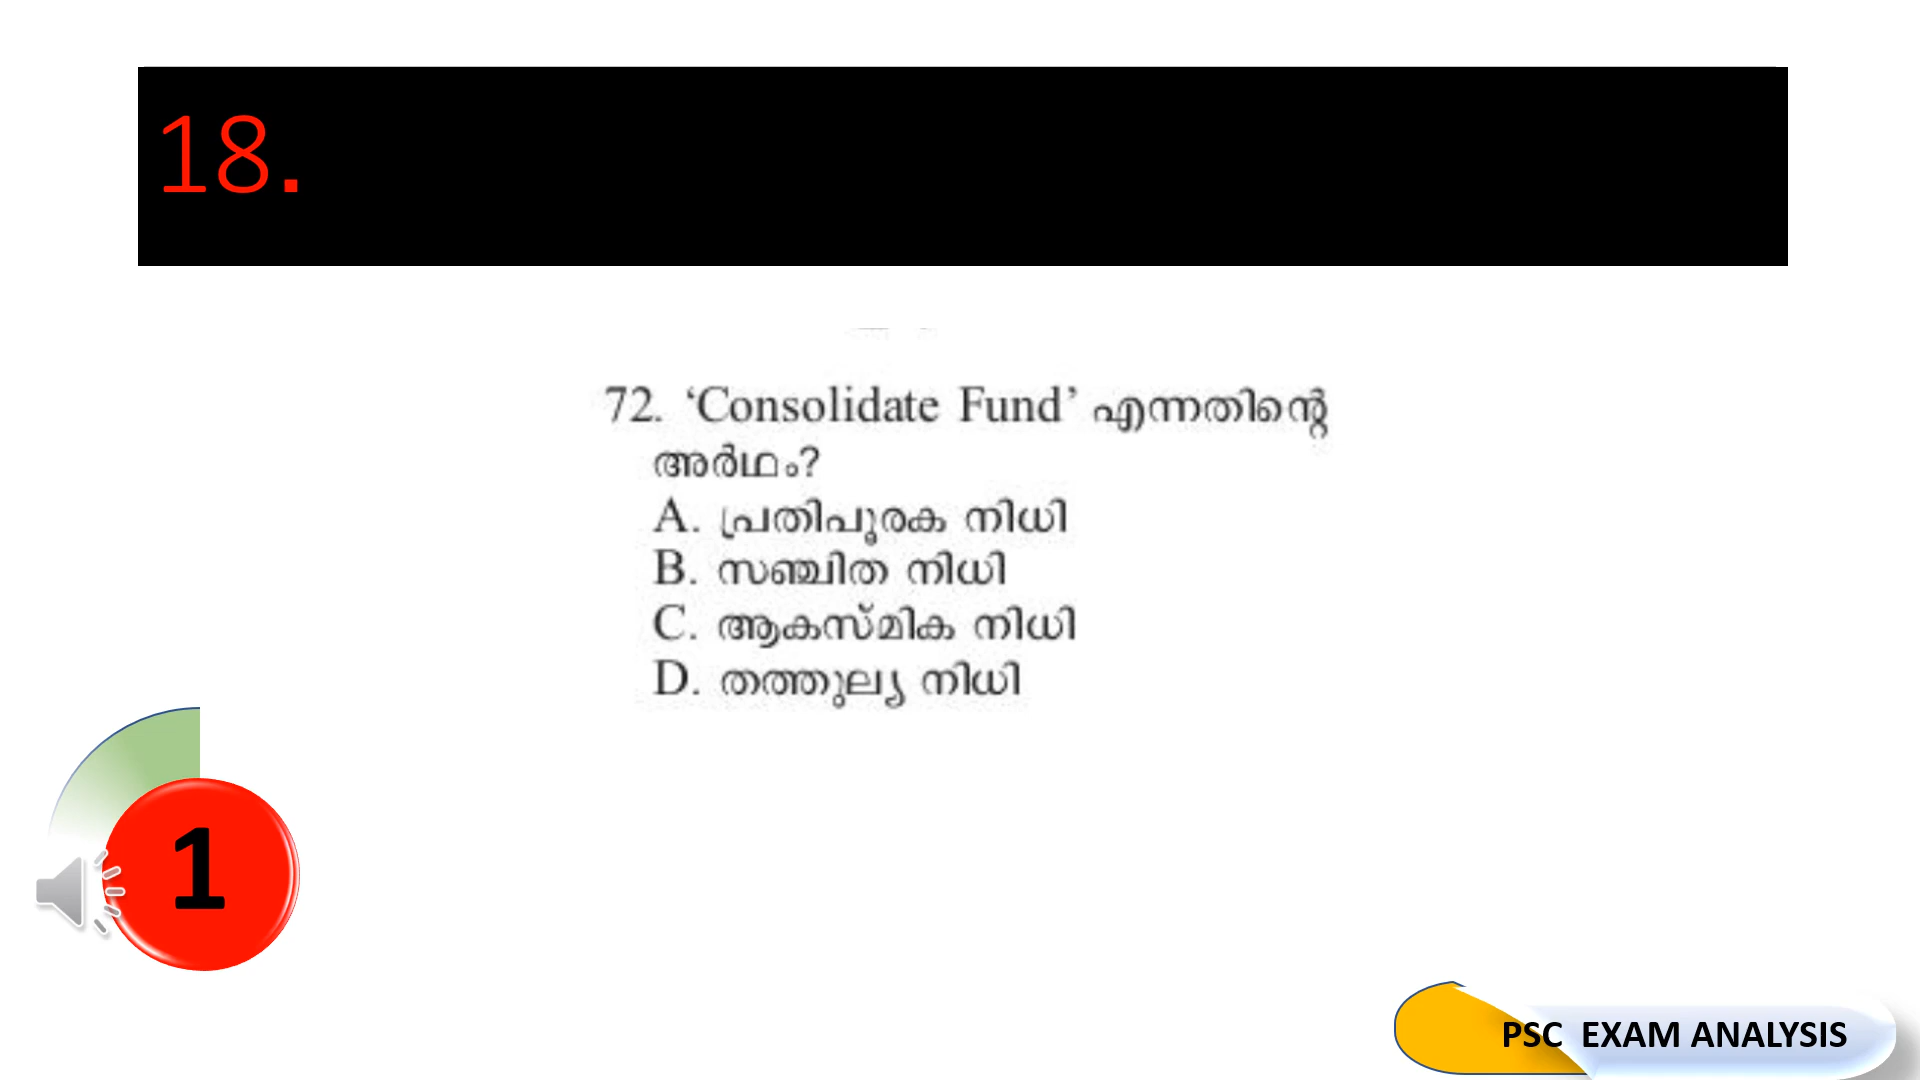 18.
72. ‘Consolidate Fund’ എന്നതിന്റെ
അർഥം?
A. പ്രതിപൂരക നിധി
B. സഞ്ചിത നിധി
C. ആകസ്മിക നിധി
D. തത്തുല്യ നിധി
1
PSC EXAM ANALYSIS